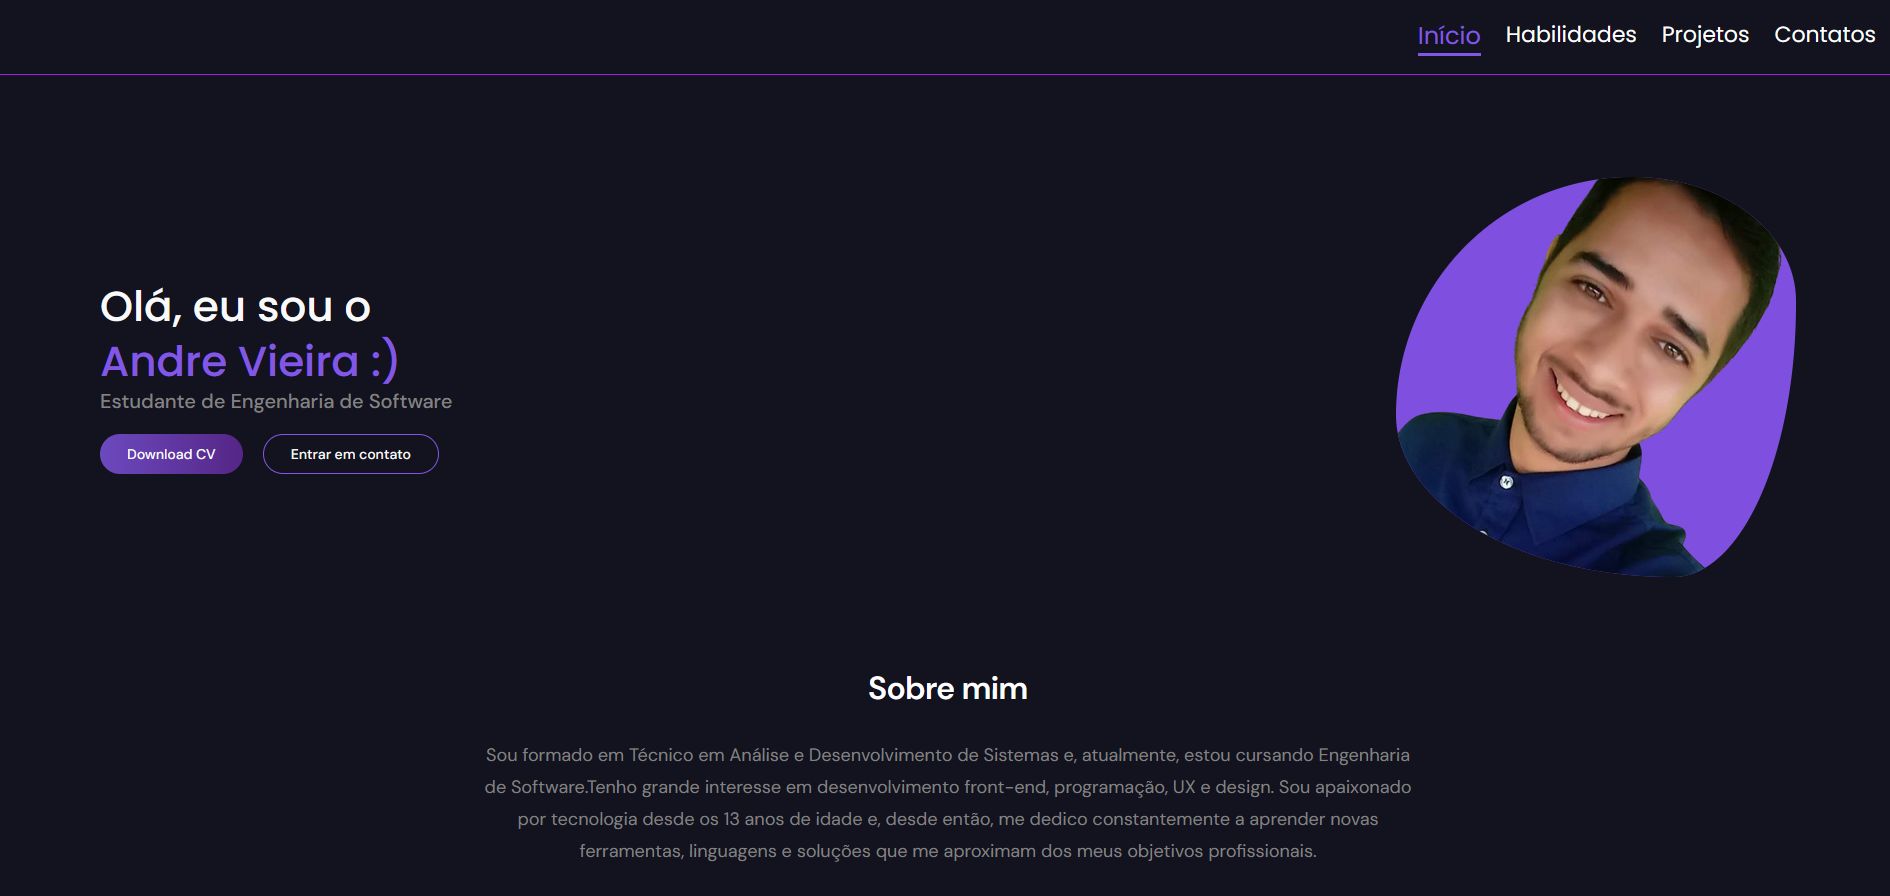 Início Habilidades Projetos Contatos
Olá, eu sou o
Andre Vieira :)
Estudante de Engenharia de Software
Download CV Entrar em contato
Sobre mim
Sou formado em Técnico em Análise e Desenvolvimento de Sistemas e, atualmente, estou cursando Engenharia
de Software.Tenho grande interesse em desenvolvimento front-end, programação, UX e design. Sou apaixonado
por tecnologia desde os 13 anos de idade e, desde então, me dedico constantemente a aprender novas
ferramentas, linguagens e soluções que me aproximam dos meus objetivos profissionais.